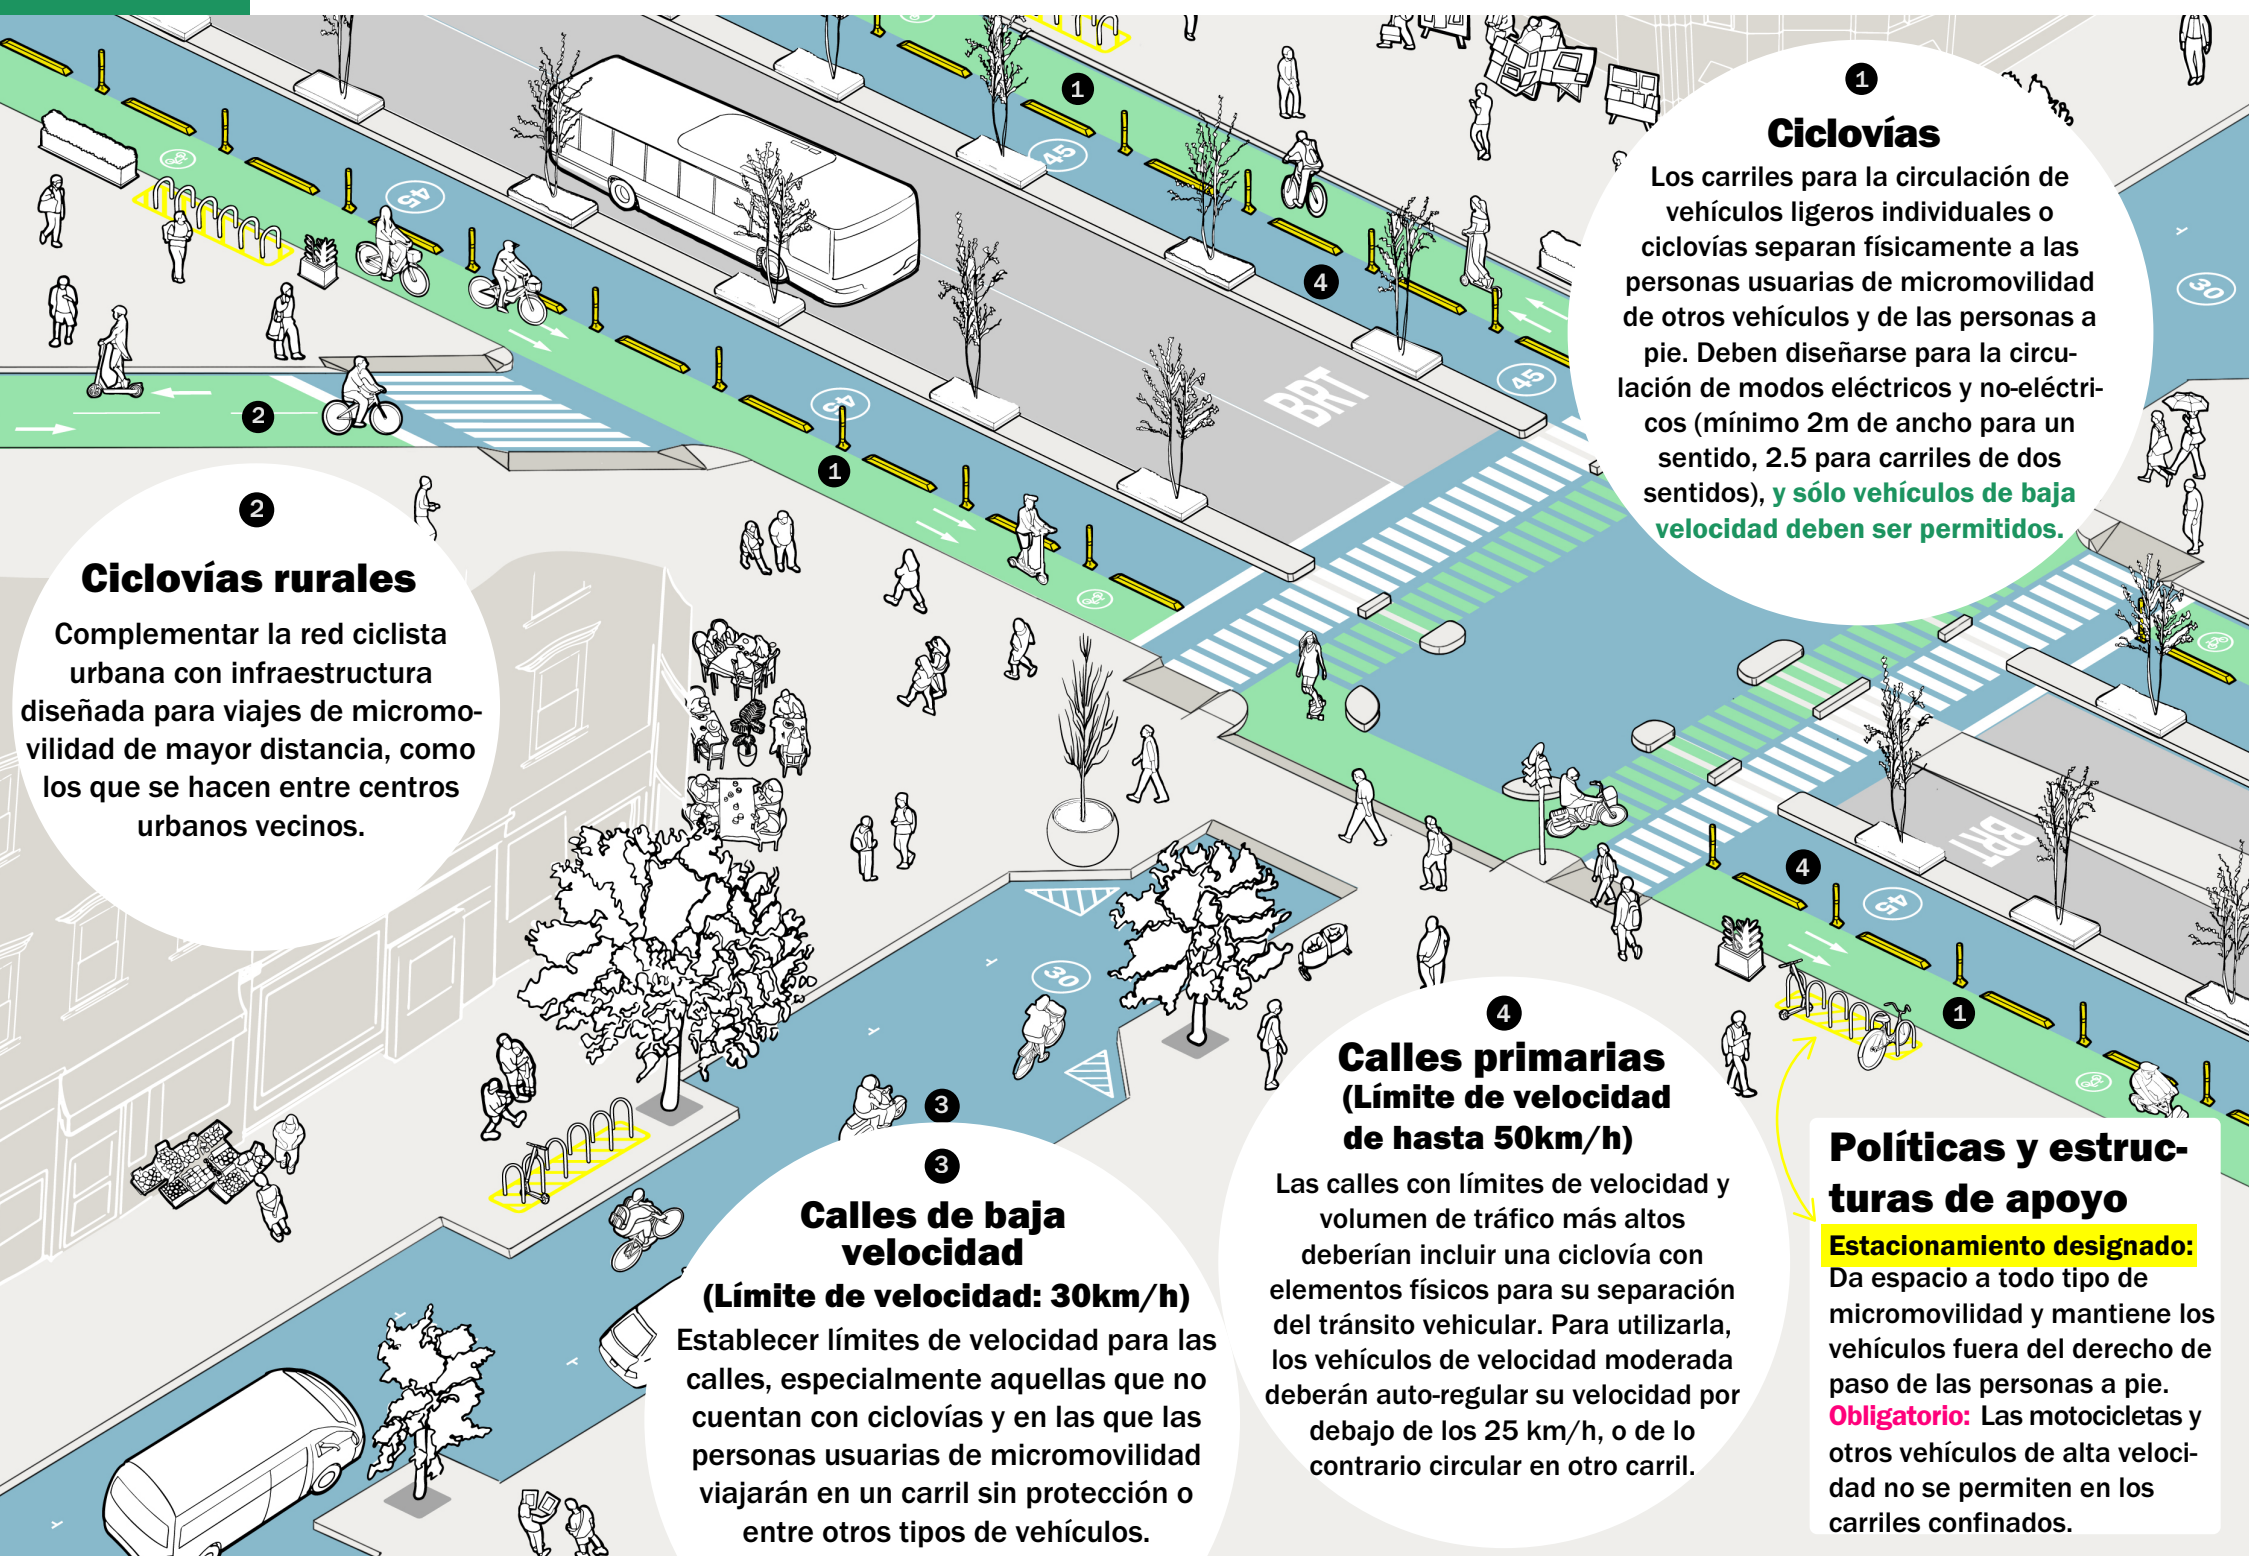 1
Ciclovías
Los carriles para la circulación de
vehículos ligeros individuales o
ciclovías separan físicamente a las
personas usuarias de micromovilidad
de otros vehículos y de las personas a
pie. Deben diseñarse para la circu-
lación de modos eléctricos y no-eléctri-
cos (mínimo 2m de ancho para un
sentido, 2.5 para carriles de dos
sentidos), y sólo vehículos de baja
velocidad deben ser permitidos.
2
Ciclovías rurales
Complementar la red ciclista
urbana con infraestructura
diseñada para viajes de micromo-
vilidad de mayor distancia, como
los que se hacen entre centros
urbanos vecinos.
3
Calles de baja
velocidad
(Límite de velocidad: 30km/h)
Establecer límites de velocidad para las
calles, especialmente aquellas que no
cuentan con ciclovías y en las que las
personas usuarias de micromovilidad
viajarán en un carril sin protección o
entre otros tipos de vehículos.
4
Calles primarias
(Límite de velocidad
de hasta 50km/h)
Las calles con límites de velocidad y
volumen de tráfico más altos
deberían incluir una ciclovía con
elementos físicos para su separación
del tránsito vehicular. Para utilizarla,
los vehículos de velocidad moderada
deberán auto-regular su velocidad por
debajo de los 25 km/h, o de lo
contrario circular en otro carril.
Políticas y estruc-
turas de apoyo
Estacionamiento designado:
Da espacio a todo tipo de
micromovilidad y mantiene los
vehículos fuera del derecho de
paso de las personas a pie.
Obligatorio: Las motocicletas y
otros vehículos de alta veloci-
dad no se permiten en los
carriles confinados.
1
45
45
4
30
45
BRT
2
45
1
BRT
4
45
30
1
3